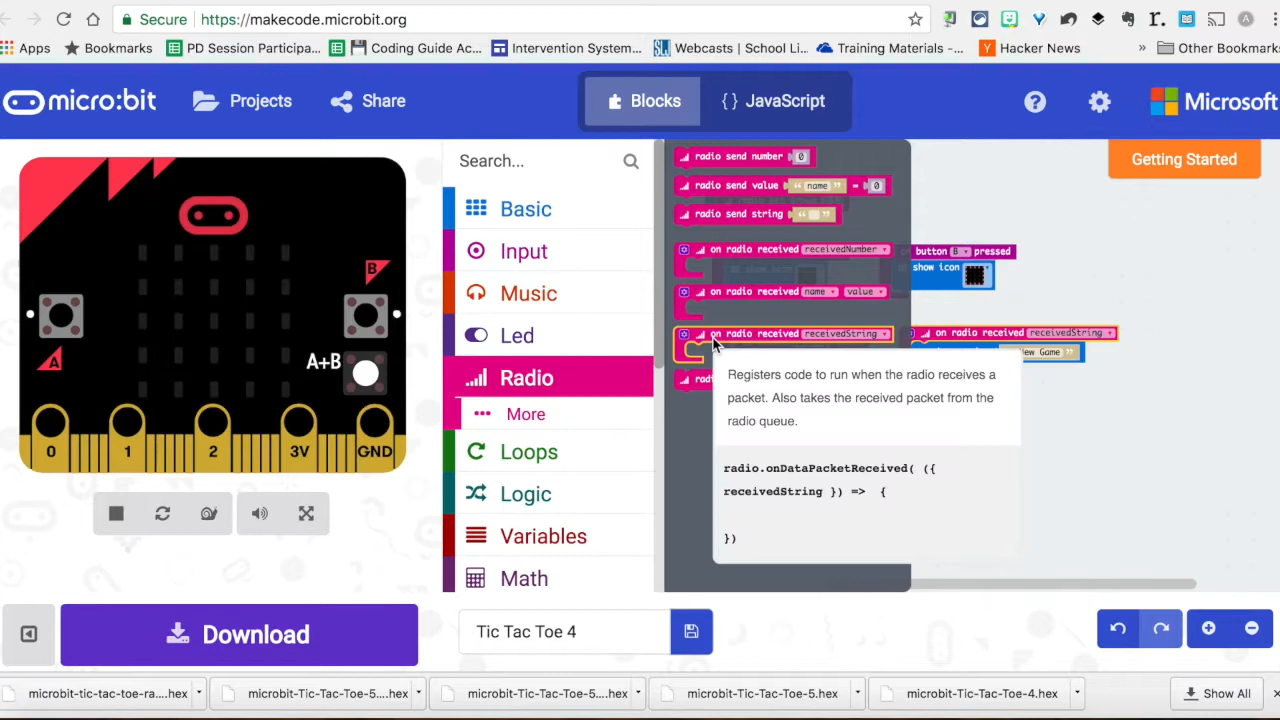 Secure https://makecode.microbit.org
Apps Bookmarks PD Session Participa... Coding Guide Ac... Intervention System... Webcasts | School Li... Training Materials -... Hacker News » Other Bookmark
micro:bit Projects Share Blocks {} JavaScript ? Microsoft
Search...
Getting Started
Basic
Input
Music
Led
Radio
More
Loops
Logic
Variables
Math
radio send number 0
radio send value “ name ” = 0
radio send string “ ”
on radio received receivedNumber
on radio received name value
on radio received receivedString
button B pressed
show icon
on radio received receivedString
New Game ”
Registers code to run when the radio receives a
packet. Also takes the received packet from the
radio queue.
radio.onDataPacketReceived( ({
receivedString }) => {
})
B
A
A+B
0 1 2 3V GND
Download
Tic Tac Toe 4
microbit-tic-tac-toe-ra....hex microbit-Tic-Tac-Toe-5....hex microbit-Tic-Tac-Toe-5....hex microbit-Tic-Tac-Toe-5.hex microbit-Tic-Tac-Toe-4.hex Show All